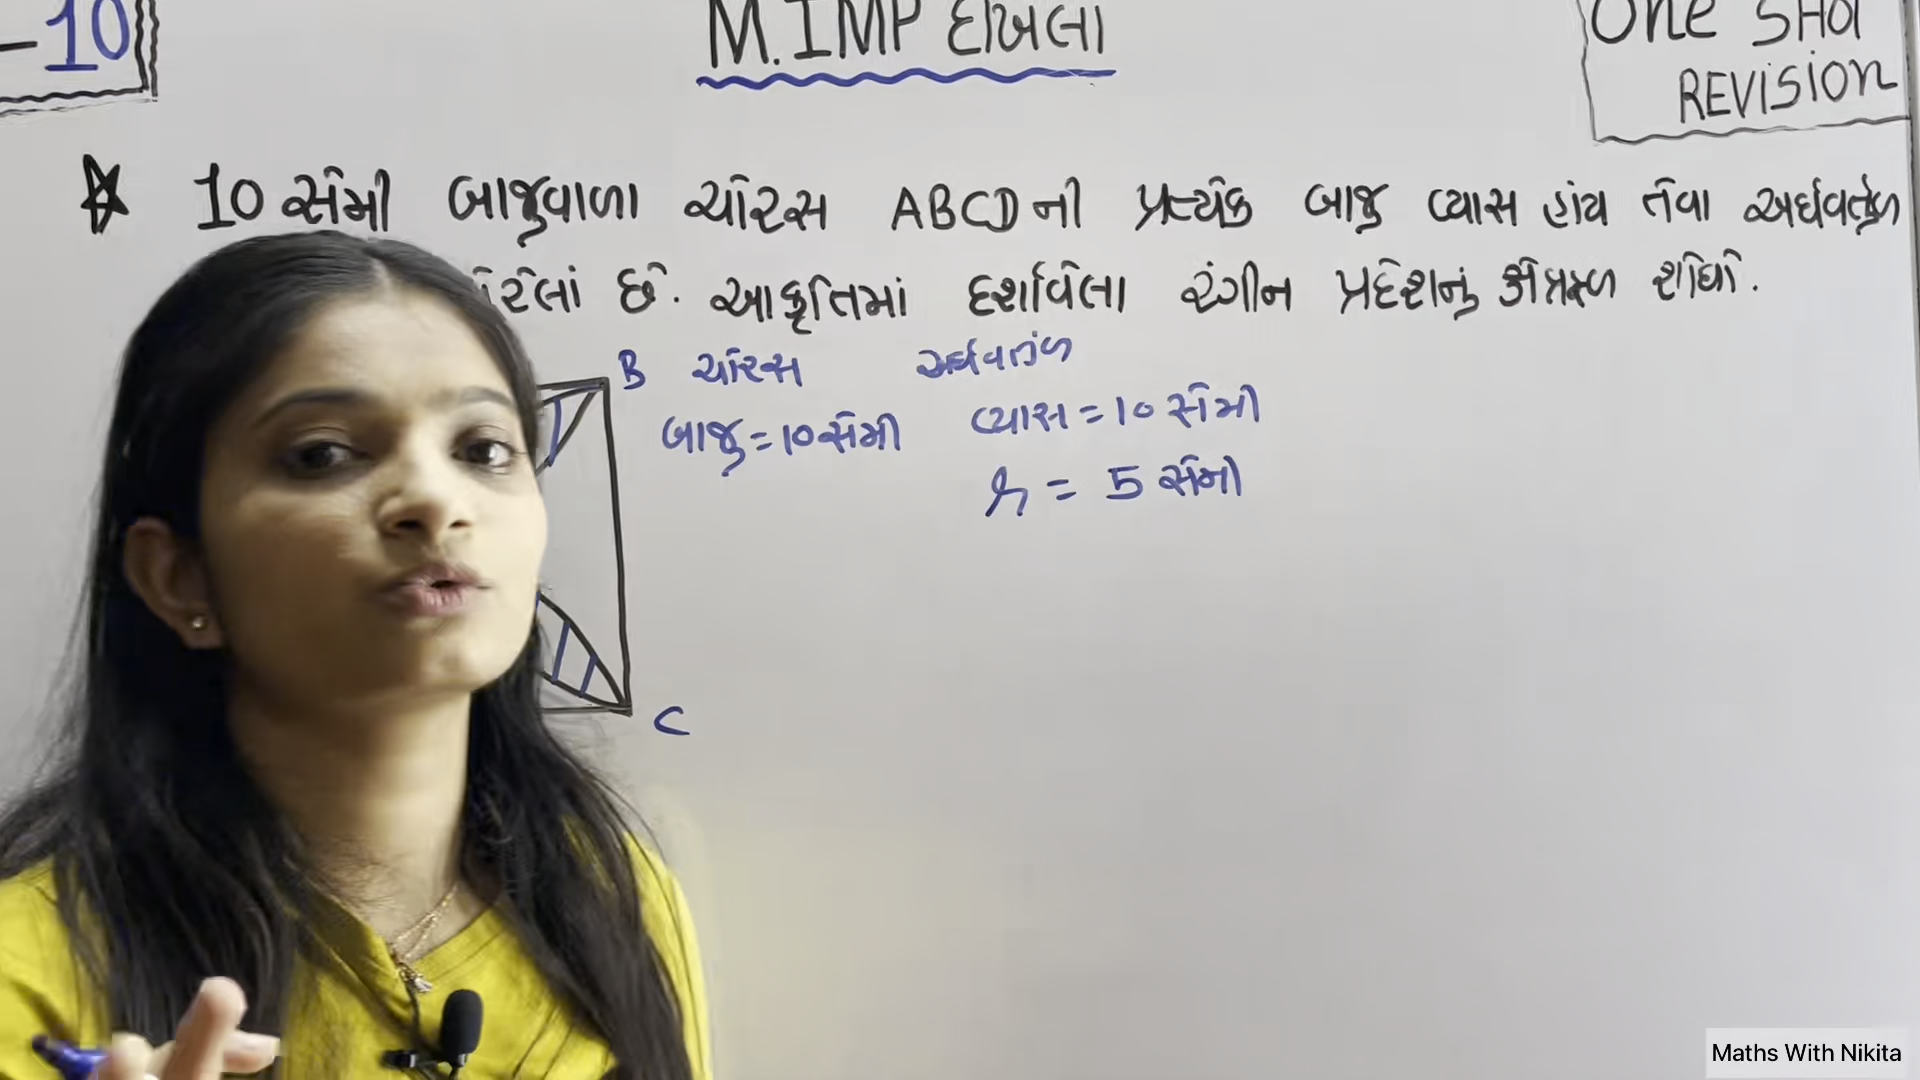 -10
M. IMP દાખલા
One SHOT
REVISION
10 સેમી બાજુવાળા ચોરસ ABCD ની પ્રત્યેક બાજુ વ્યાસ હોય તેવા અર્ધવર્તુળ
છે. આકૃતિમાં દર્શાવેલા રંગીન પ્રદેશનું ક્ષેત્રફળ શોધો.
B ચોરસ અર્ધવર્તુળ
બાજુ = 10 સેમી વ્યાસ = 10 સેમી
r = 5 સેમી
C
Maths With Nikita